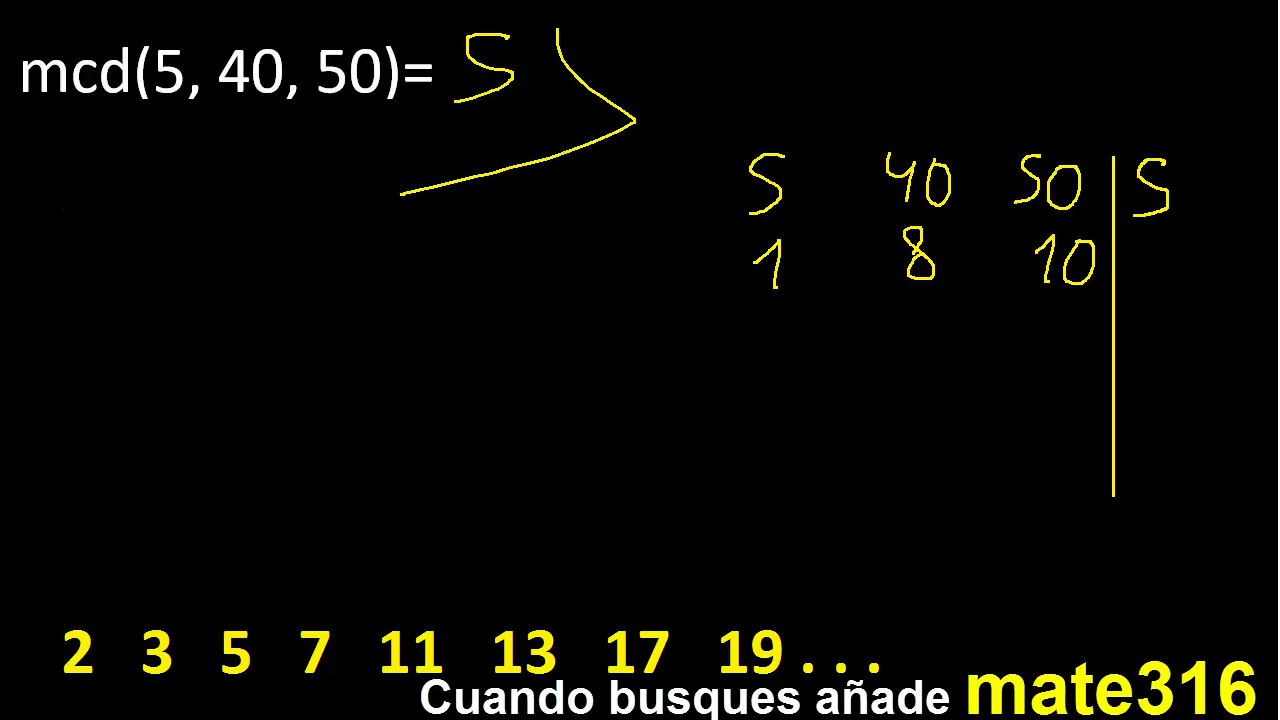 mcd(5, 40, 50)= 5
5 40 50 5
1 8 10
2 3 5 7 11 13 17 19 . . .
Cuando busques añade mate316